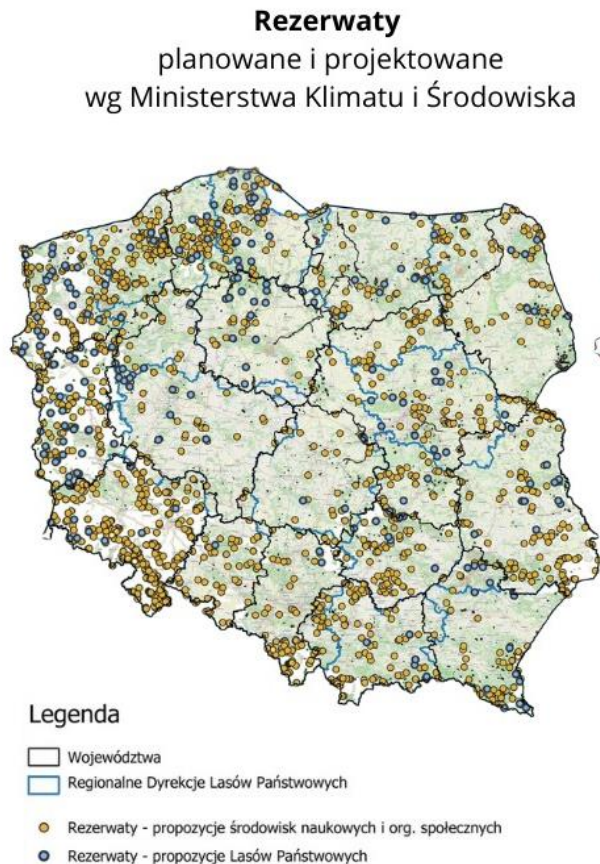 Rezerwaty
planowane i projektowane
wg Ministerstwa Klimatu i Środowiska
Legenda
Województwa
Regionalne Dyrekcje Lasów Państwowych
Rezerwaty - propozycje środowisk naukowych i org. społecznych
Rezerwaty - propozycje Lasów Państwowych